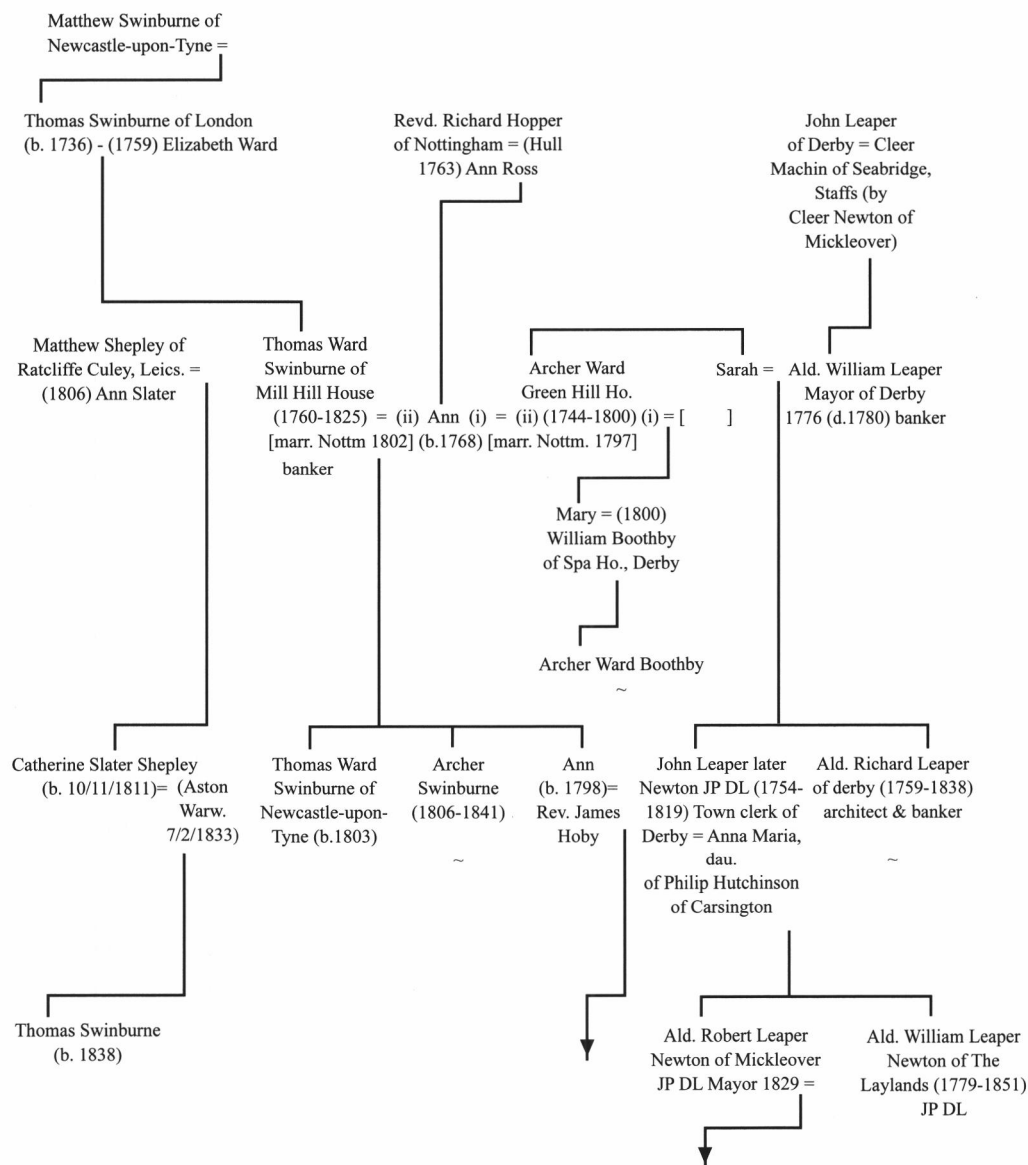 Matthew Swinburne of
Newcastle-upon-Tyne =
Thomas Swinburne of London
(b. 1736) - (1759) Elizabeth Ward
Revd. Richard Hopper
of Nottingham = (Hull
1763) Ann Ross
John Leaper
of Derby = Cleer
Machin of Seabridge,
Staffs (by
Cleer Newton of
Mickleover)
Matthew Shepley of
Ratcliffe Culey, Leics. =
(1806) Ann Slater
Thomas Ward
Swinburne of
Mill Hill House
Archer Ward
Green Hill Ho.
(1760-1825) = (ii) Ann (i) = (ii) (1744-1800) (i) = [ ]
[marr. Nottm 1802] (b.1768) [marr. Nottm. 1797]
banker
Sarah =
Ald. William Leaper
Mayor of Derby
1776 (d.1780) banker
Mary = (1800)
William Boothby
of Spa Ho., Derby
Archer Ward Boothby
~
Catherine Slater Shepley
(b. 10/11/1811)= (Aston
Warw.
7/2/1833)
Thomas Ward
Swinburne of
Newcastle-upon-
Tyne (b.1803)
Archer
Swinburne
(1806-1841)
~
Ann
(b. 1798)=
Rev. James
Hoby
John Leaper later
Newton JP DL (1754-
1819) Town clerk of
Derby = Anna Maria,
dau.
of Philip Hutchinson
of Carsington
Ald. Richard Leaper
of derby (1759-1838)
architect & banker
~
Thomas Swinburne
(b. 1838)
Ald. Robert Leaper
Newton of Mickleover
JP DL Mayor 1829 =
Ald. William Leaper
Newton of The
Laylands (1779-1851)
JP DL